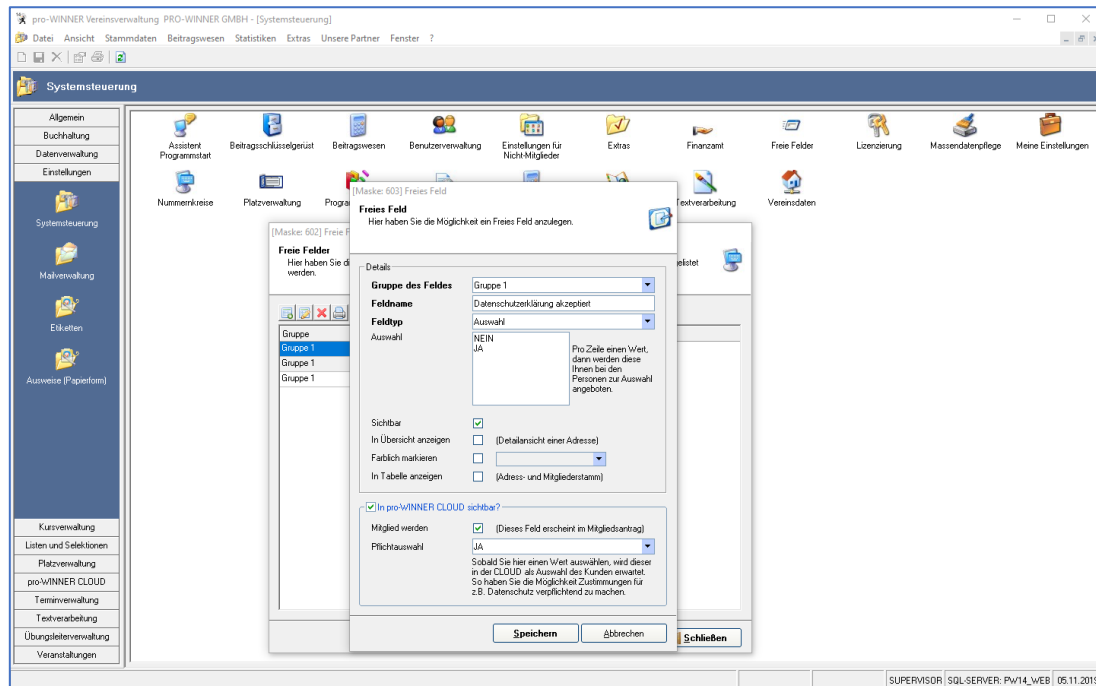 pro-WINNER Vereinsverwaltung PRO-WINNER GMBH - [Systemsteuerung]
Datei Ansicht Stammdaten Beitragswesen Statistiken Extras Unsere Partner Fenster ?
Systemsteuerung
Allgemein
Buchhaltung
Datenverwaltung
Einstellungen
Systemsteuerung
Mailverwaltung
Etiketten
Ausweise (Papierform)
Kursverwaltung
Listen und Selektionen
Platzverwaltung
pro-WINNER CLOUD
Terminverwaltung
Textverarbeitung
Übungsleiterverwaltung
Veranstaltungen
Assistent Programmstart
Beitragsschlüsselgerüst
Beitragswesen
Benutzerverwaltung
Einstellungen für Nicht-Mitglieder
Extras
Finanzamt
Freie Felder
Lizenzierung
Massendatenpflege
Meine Einstellungen
Nummernkreise
Platzverwaltung
Vereinsdaten
[Maske: 602] Freie F
Freie Felder
Hier haben Sie di
werden.
Gruppe
Gruppe 1
Gruppe 1
Gruppe 1
Schließen
[Maske: 603] Freies Feld
Freies Feld
Hier haben Sie die Möglichkeit ein Freies Feld anzulegen.
Details
Gruppe des Feldes Gruppe 1
Feldname Datenschutzerklärung akzeptiert
Feldtyp Auswahl
Auswahl NEIN
JA
Pro Zeile einen Wert,
dann werden diese
Ihnen bei den
Personen zur Auswahl
angeboten.
Sichtbar
In Übersicht anzeigen (Detailansicht einer Adresse)
Farblich markieren
In Tabelle anzeigen (Adress- und Mitgliederstamm)
In pro-WINNER CLOUD sichtbar?
Mitglied werden (Dieses Feld erscheint im Mitgliedsantrag)
Pflichtauswahl JA
Sobald Sie hier einen Wert auswählen, wird dieser
in der CLOUD als Auswahl des Kunden erwartet.
So haben Sie die Möglichkeit Zustimmungen für
z.B. Datenschutz verpflichtend zu machen.
Speichern Abbrechen
SUPERVISOR SQL-SERVER: PW14_WEB